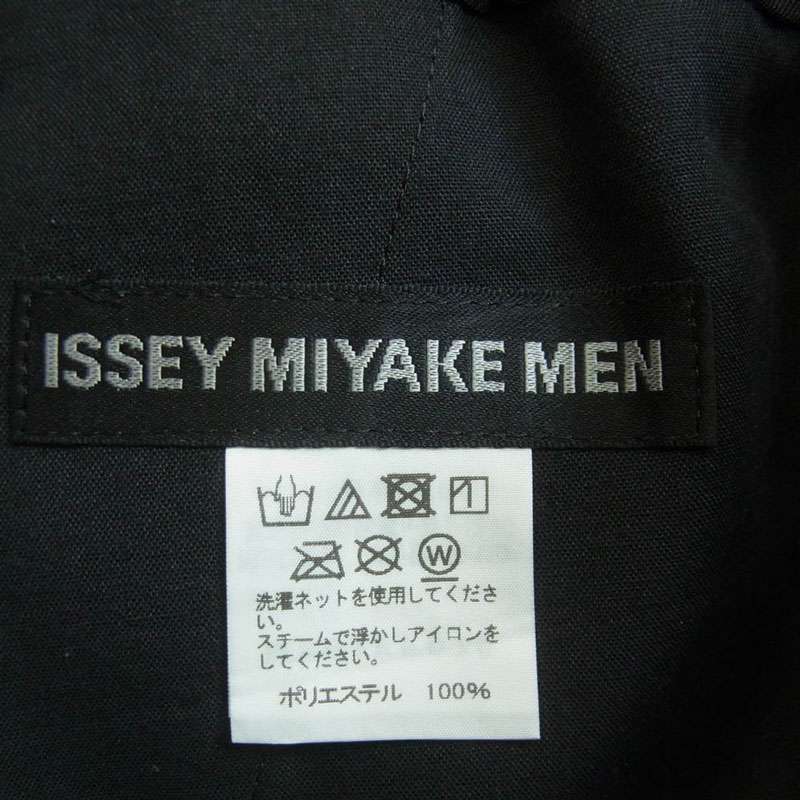 ISSEY MIYAKE MEN
W
洗濯ネットを使用してくださ
い。
スチームで浮かしアイロンを
してください。
ポリエステル 100%